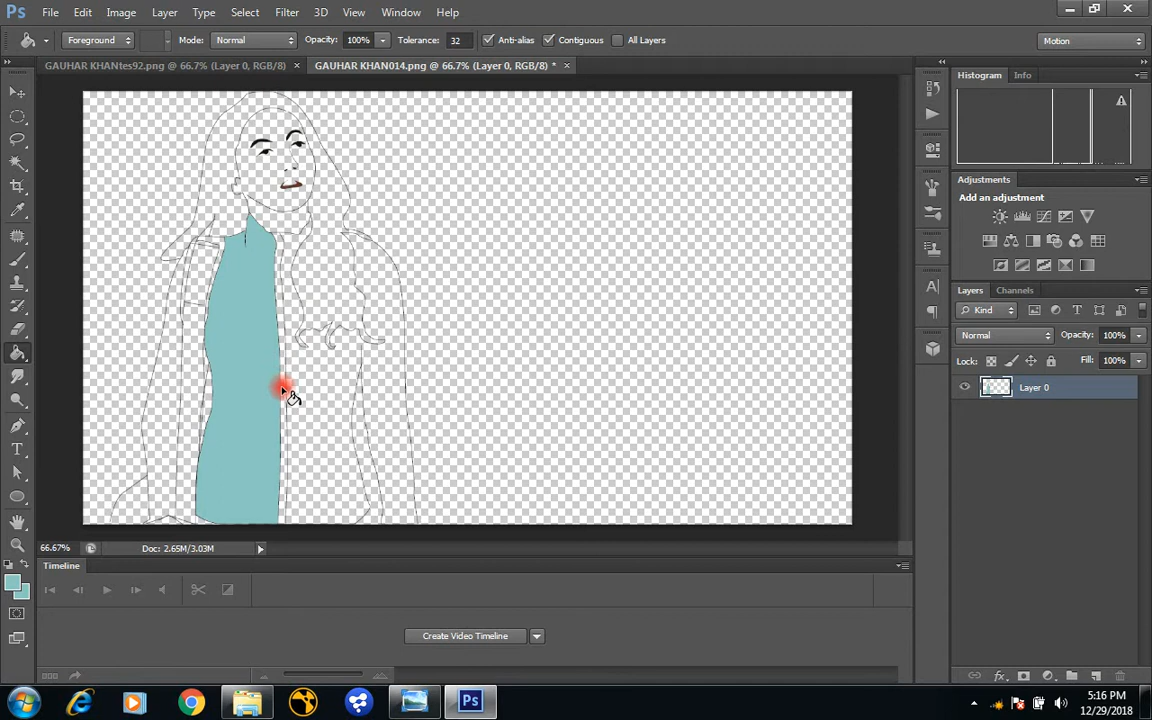 Ps File Edit Image Layer Type Select Filter 3D View Window Help
Foreground Mode: Normal Opacity: 100% Tolerance: 32 Anti-alias Contiguous All Layers Motion
GAUHAR KHANtes92.png @ 66.7% (Layer 0, RGB/8) × GAUHAR KHAN014.png @ 66.7% (Layer 0, RGB/8) * ×
Histogram Info
Adjustments
Add an adjustment
Layers Channels
Kind
Normal Opacity: 100%
Lock: Fill: 100%
Layer 0
66.67% Doc: 2.65M/3.03M
Timeline
Create Video Timeline
Ps
5:16 PM
12/29/2018